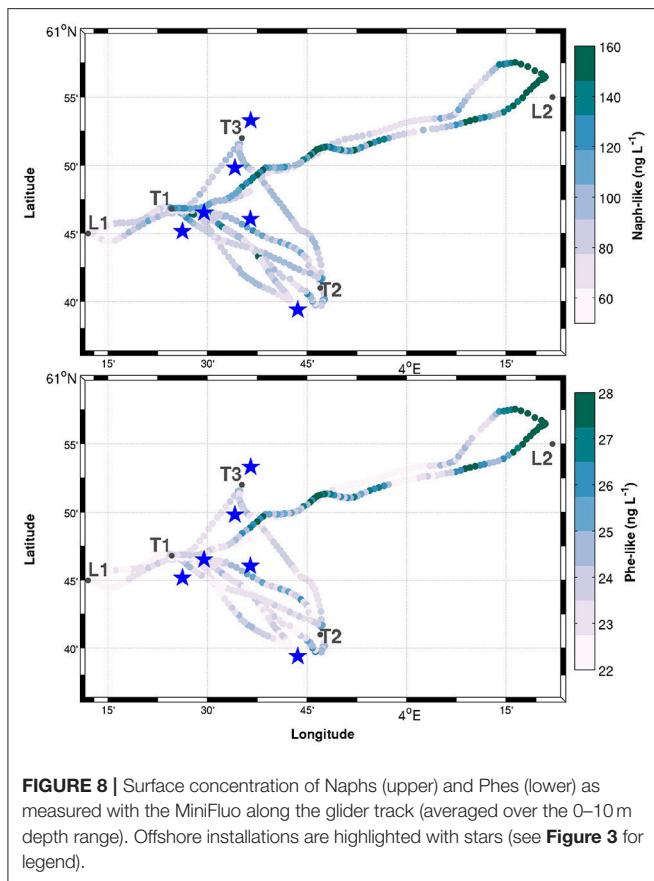 61°N
55'
50'
45'
40'
Latitude
T3
T1
L1
T2
L2
15'
30'
45'
4°E
15'
160
140
120
100
80
60
Naph-like (ng L-1)
61°N
55'
50'
45'
40'
Latitude
T3
T1
L1
T2
L2
15'
30'
45'
4°E
15'
Longitude
28
27
26
25
24
23
22
Phe-like (ng L-1)
FIGURE 8 | Surface concentration of Naphs (upper) and Phes (lower) as
measured with the MiniFluo along the glider track (averaged over the 0–10 m
depth range). Offshore installations are highlighted with stars (see Figure 3 for
legend).